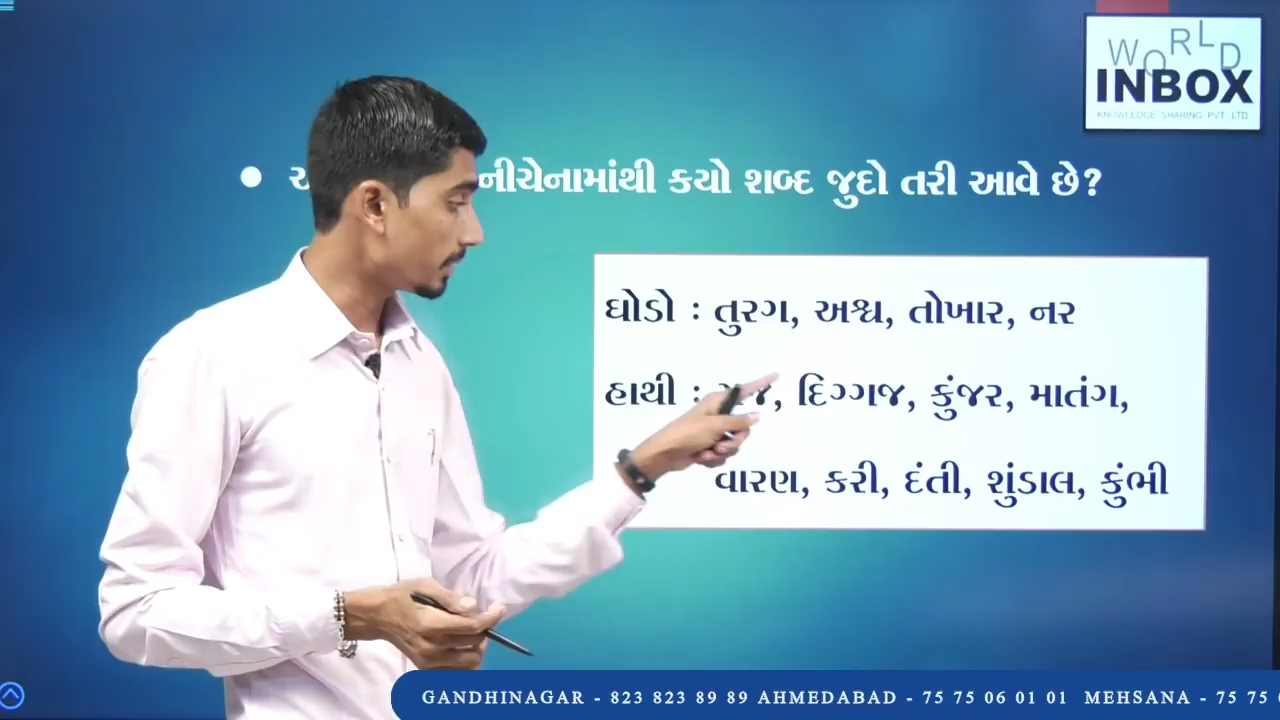 WORLD
INBOX
KNOWLEDGE SHARING PVT LTD
નીચેનામાંથી કયો શબ્દ જુદો તરી આવે છે?
ઘોડો : તુરગ, અશ્વ, તોખાર, નર
હાથી : દિગ્ગજ, કુંજર, માતંગ,
વારણ, કરી, દંતી, શુંડાલ, કુંભી
GANDHINAGAR - 823 823 89 89 AHMEDABAD - 75 75 06 01 01 MEHSANA - 75 75